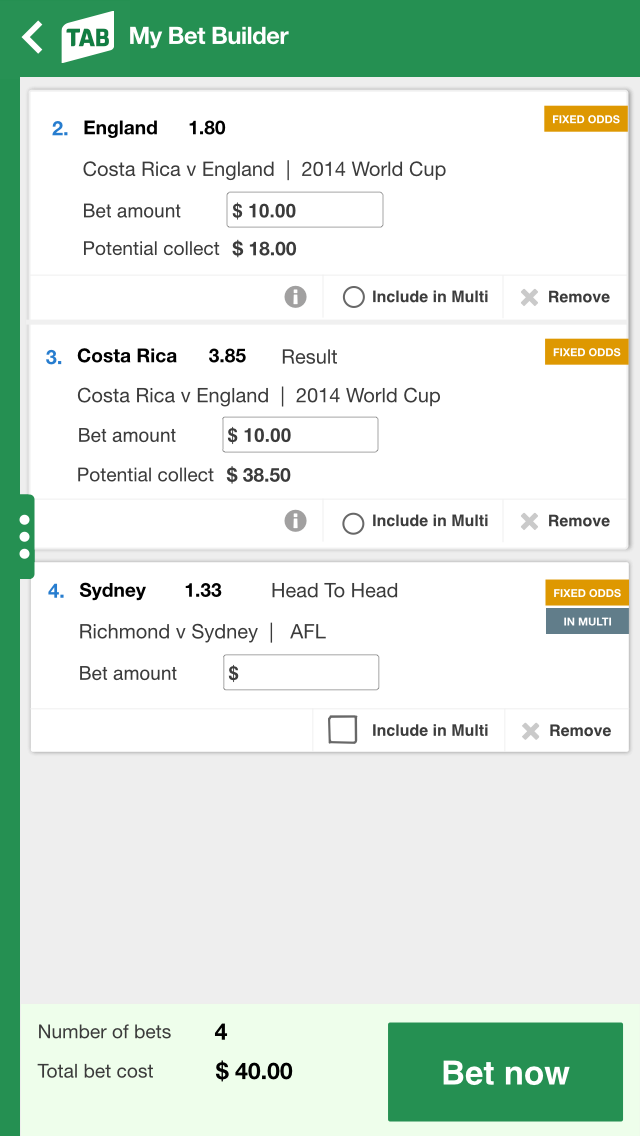 TAB My Bet Builder
2. England 1.80 FIXED ODDS
Costa Rica v England | 2014 World Cup
Bet amount $ 10.00
Potential collect $ 18.00
i Include in Multi Remove
3. Costa Rica 3.85 Result FIXED ODDS
Costa Rica v England | 2014 World Cup
Bet amount $ 10.00
Potential collect $ 38.50
i Include in Multi Remove
4. Sydney 1.33 Head To Head FIXED ODDS
IN MULTI
Richmond v Sydney | AFL
Bet amount $
Include in Multi Remove
Number of bets 4
Total bet cost $ 40.00
Bet now